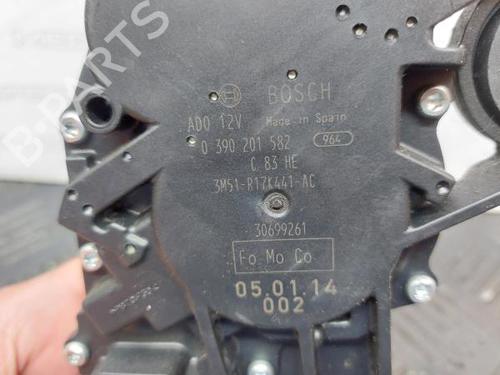 B-PARTS
BOSCH
ADO 12V Made in Spain
0 390 201 582 964
C 83 HE
3M51-R17K441-AC
30699261
Fo Mo Co
05.01.14
002